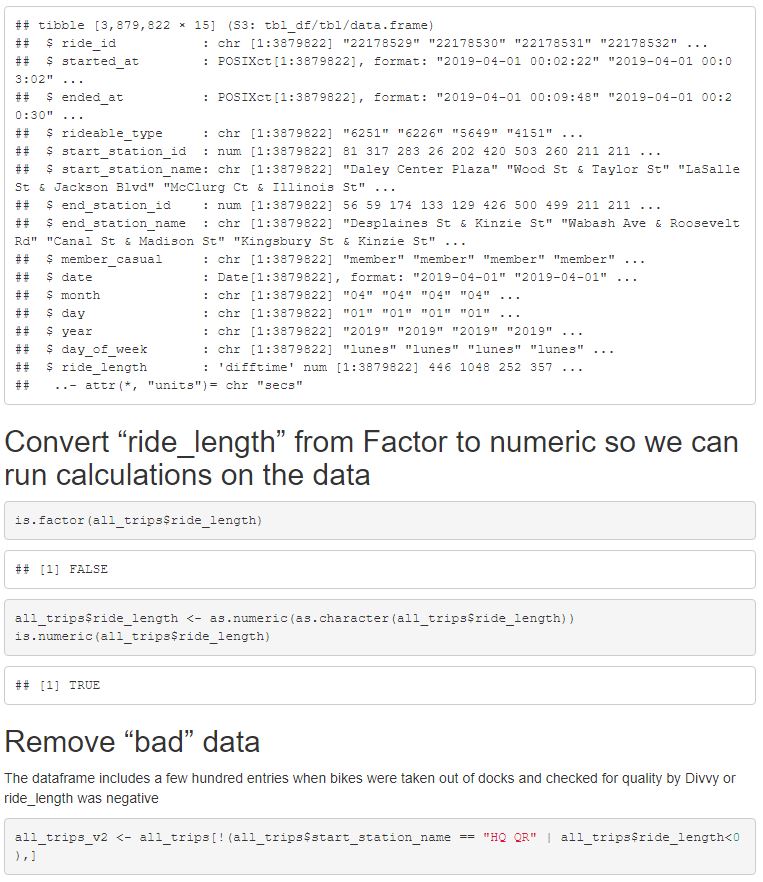 ## tibble [3,879,822 × 15] (S3: tbl_df/tbl/data.frame)
##  $ ride_id           : chr [1:3879822] "22178529" "22178530" "22178531" "22178532" ...
##  $ started_at        : POSIXct[1:3879822], format: "2019-04-01 00:02:22" "2019-04-01 00:0
3:02" ...
##  $ ended_at          : POSIXct[1:3879822], format: "2019-04-01 00:09:48" "2019-04-01 00:2
0:30" ...
##  $ rideable_type     : chr [1:3879822] "6251" "6226" "5649" "4151" ...
##  $ start_station_id  : num [1:3879822] 81 317 283 26 202 420 503 260 211 211 ...
##  $ start_station_name: chr [1:3879822] "Daley Center Plaza" "Wood St & Taylor St" "LaSalle
St & Jackson Blvd" "McClurg Ct & Illinois St" ...
##  $ end_station_id    : num [1:3879822] 56 59 174 133 129 426 500 499 211 211 ...
##  $ end_station_name  : chr [1:3879822] "Desplaines St & Kinzie St" "Wabash Ave & Roosevelt
Rd" "Canal St & Madison St" "Kingsbury St & Kinzie St" ...
##  $ member_casual     : chr [1:3879822] "member" "member" "member" "member" ...
##  $ date              : Date[1:3879822], format: "2019-04-01" "2019-04-01" ...
##  $ month             : chr [1:3879822] "04" "04" "04" "04" ...
##  $ day               : chr [1:3879822] "01" "01" "01" "01" ...
##  $ year              : chr [1:3879822] "2019" "2019" "2019" "2019" ...
##  $ day_of_week       : chr [1:3879822] "lunes" "lunes" "lunes" "lunes" ...
##  $ ride_length       : 'difftime' num [1:3879822] 446 1048 252 357 ...
##   ..- attr(*, "units")= chr "secs"
Convert “ride_length” from Factor to numeric so we can
run calculations on the data
is.factor(all_trips$ride_length)
## [1] FALSE
all_trips$ride_length <- as.numeric(as.character(all_trips$ride_length))
is.numeric(all_trips$ride_length)
## [1] TRUE
Remove “bad” data
The dataframe includes a few hundred entries when bikes were taken out of docks and checked for quality by Divvy or
ride_length was negative
all_trips_v2 <- all_trips[!(all_trips$start_station_name == "HQ QR" | all_trips$ride_length<0
),]